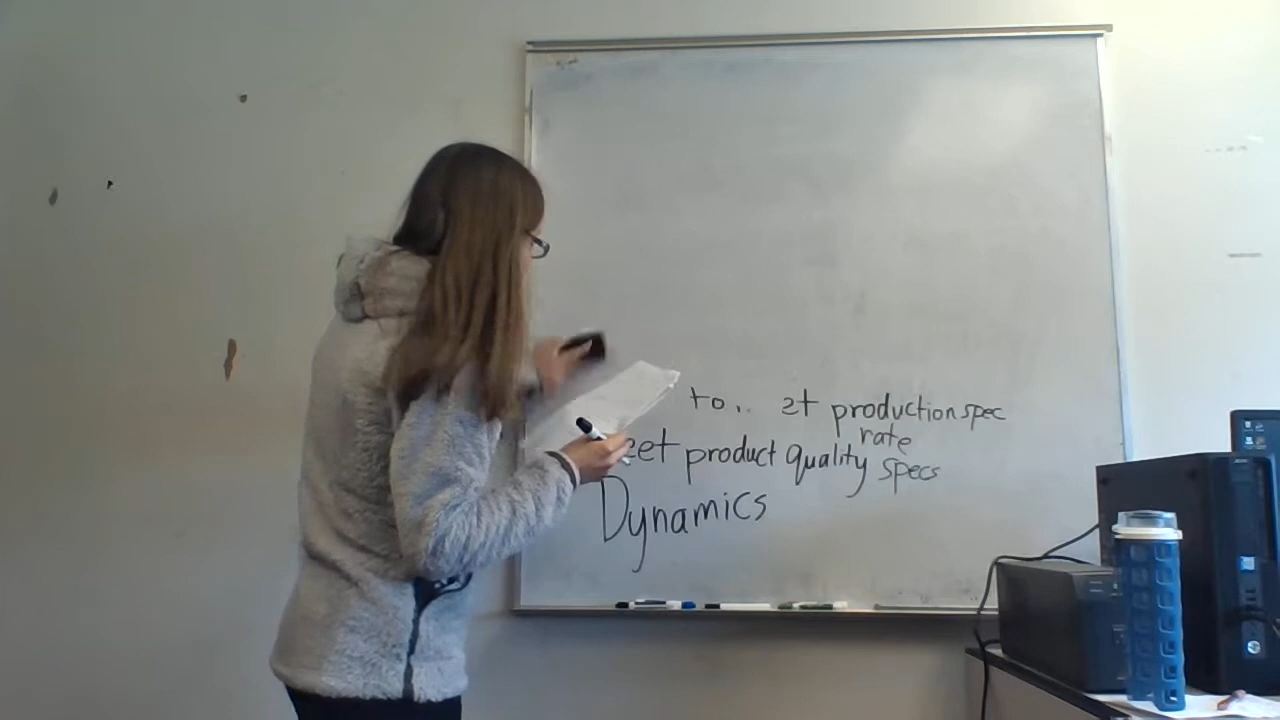 to.. et production spec
rate
eet product quality specs
Dynamics